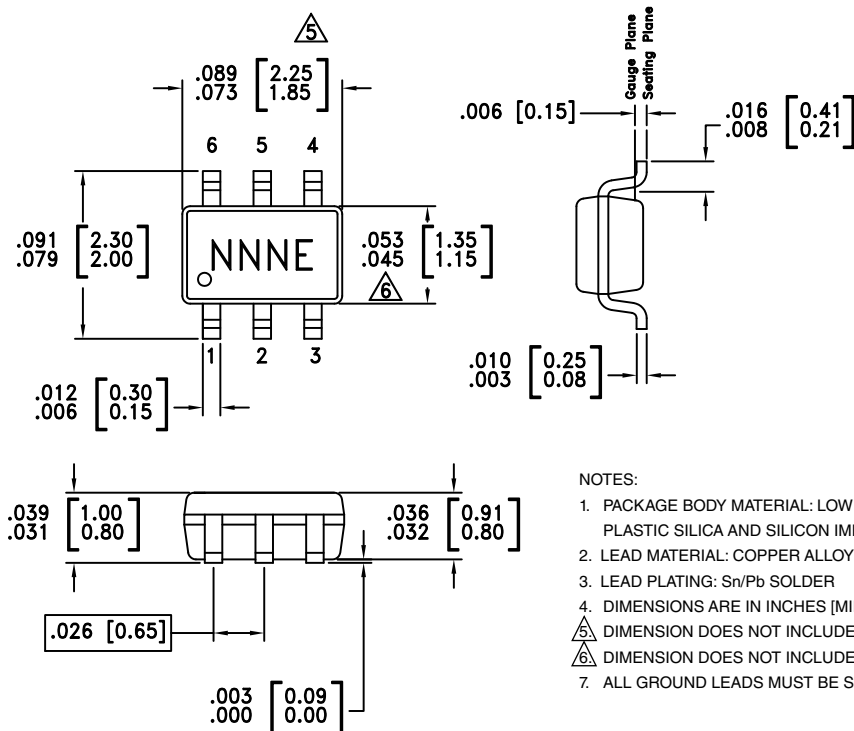 5
.089 [2.25]
.073 [1.85]
6 5 4
.091 [2.30]
.079 [2.00]
NNNE
.053 [1.35]
.045 [1.15]
6
1 2 3
.012 [0.30]
.006 [0.15]
Gauge Plane
Seating Plane
.006 [0.15]
.016 [0.41]
.008 [0.21]
.010 [0.25]
.003 [0.08]
.039 [1.00]
.031 [0.80]
.036 [0.91]
.032 [0.80]
.026 [0.65]
.003 [0.09]
.000 [0.00]
NOTES:
1. PACKAGE BODY MATERIAL: LOW
PLASTIC SILICA AND SILICON
2. LEAD MATERIAL: COPPER ALLOY
3. LEAD PLATING: Sn/Pb SOLDER
4. DIMENSIONS ARE IN INCHES
5. DIMENSION DOES NOT INCLUDE
6. DIMENSION DOES NOT INCLUDE
7. ALL GROUND LEADS MUST BE